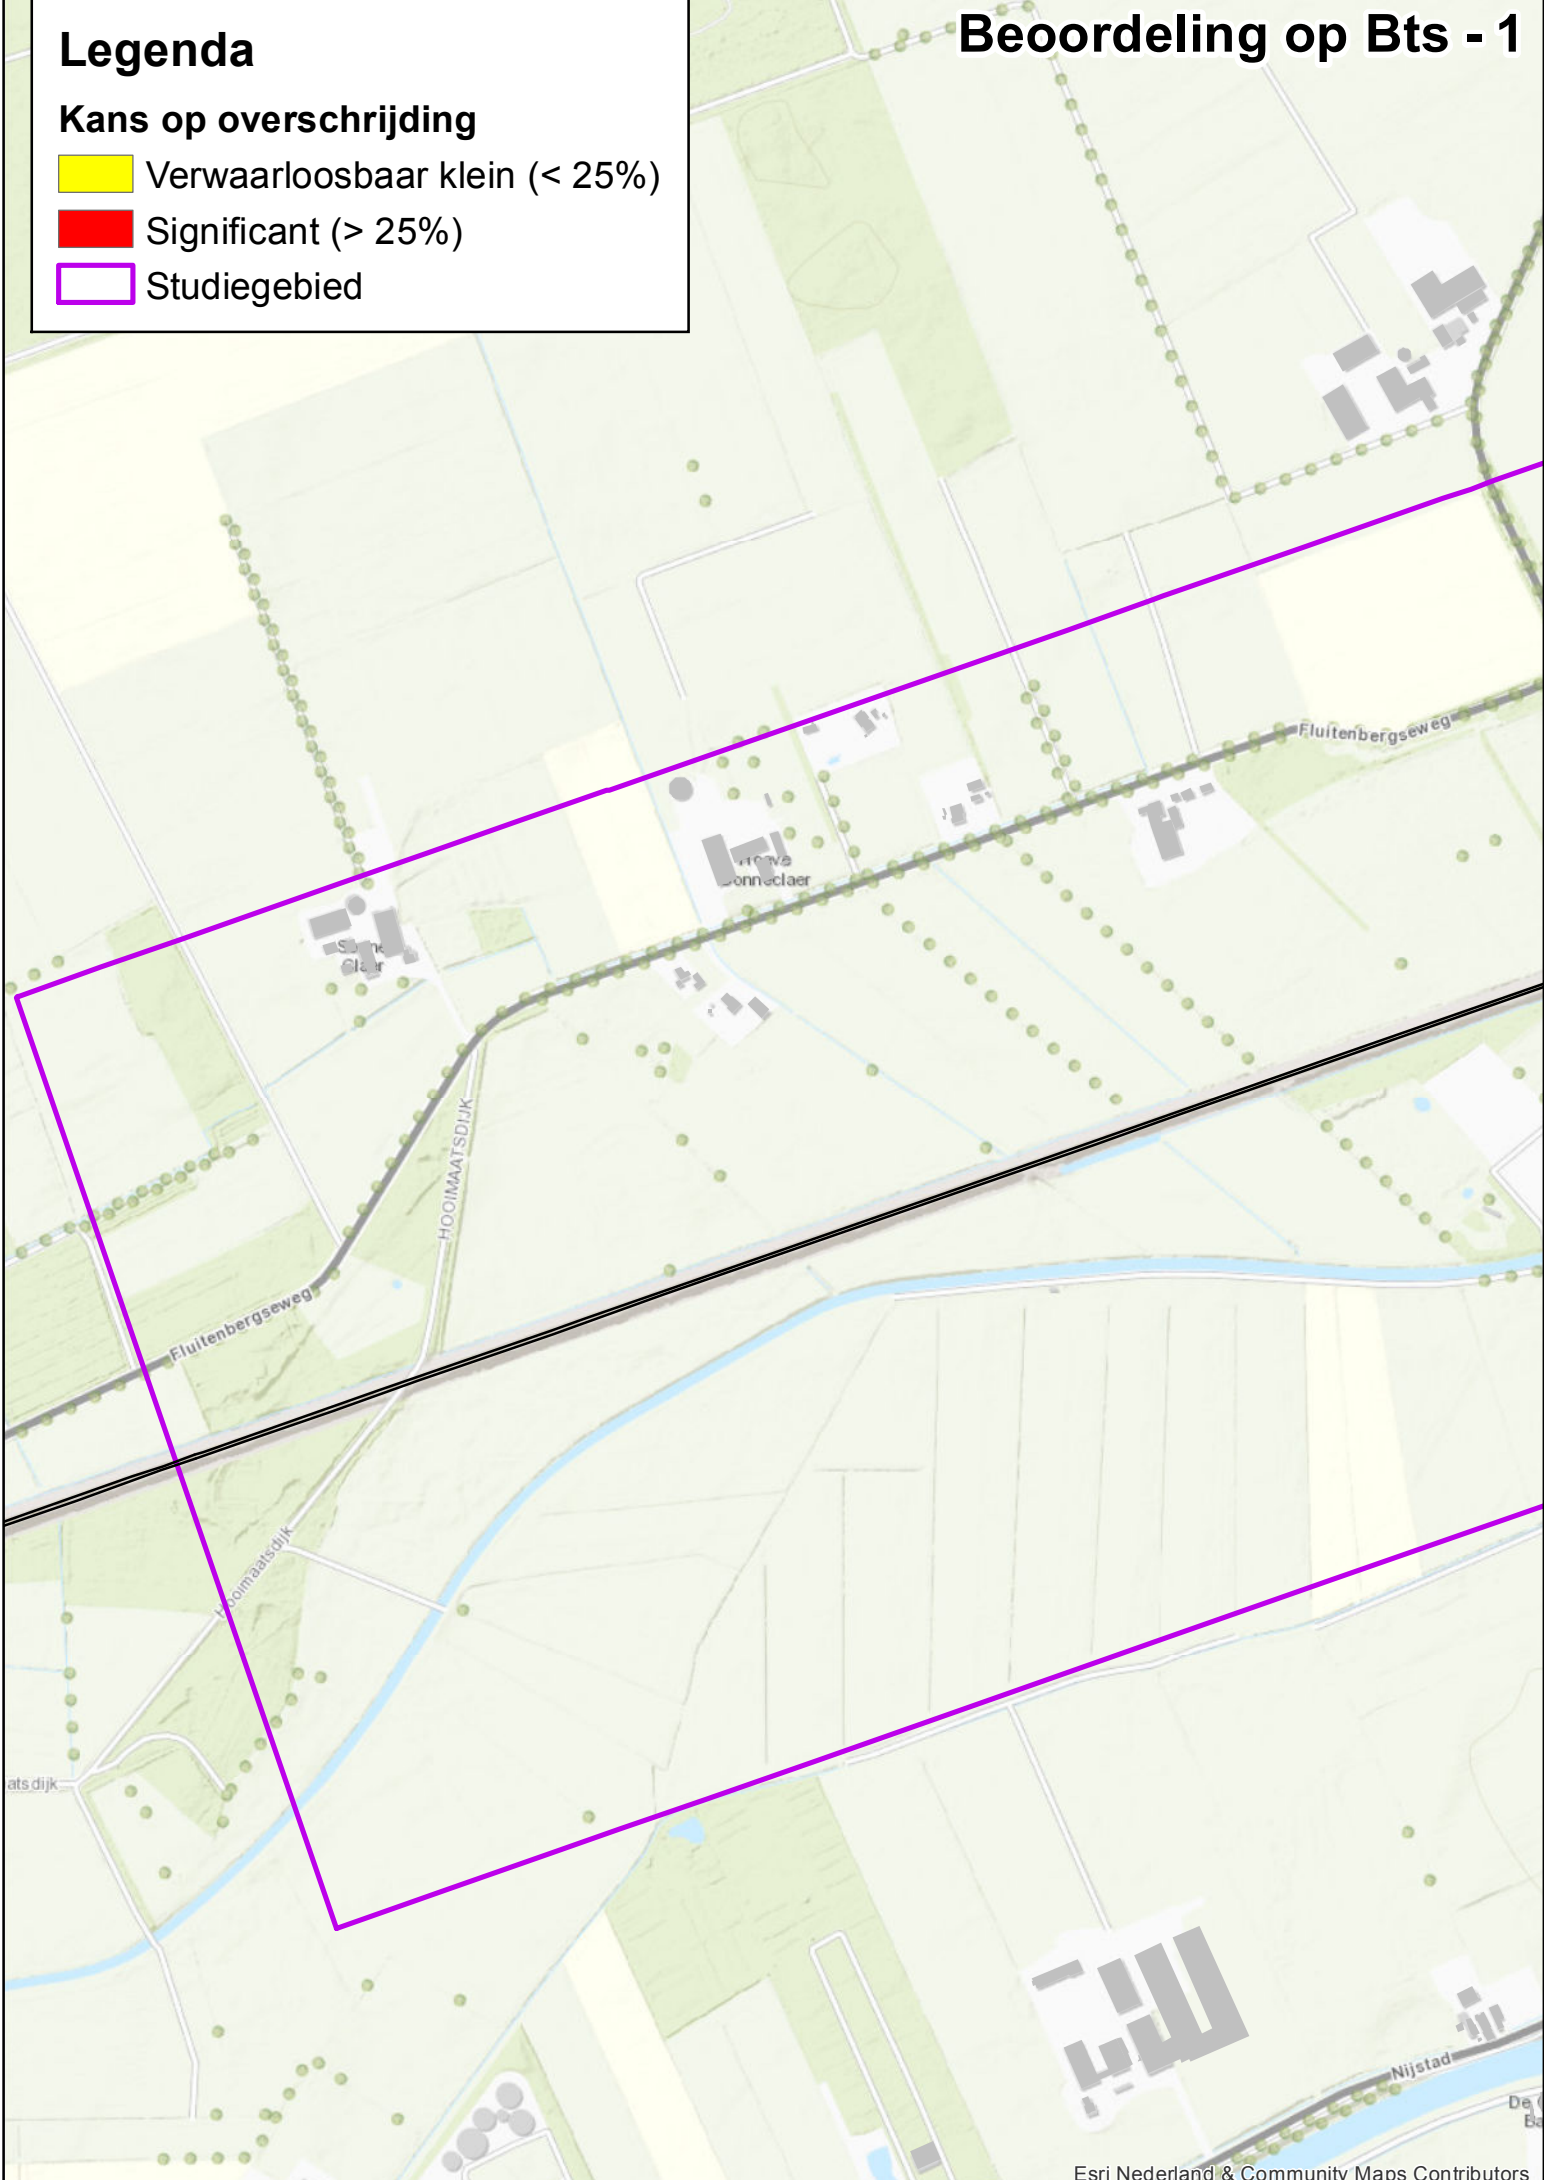 Beoordeling op Bts - 1
Legenda
Kans op overschrijding
Verwaarloosbaar klein (< 25%)
Significant (> 25%)
Studiegebied
Fluitenbergseweg
HOOIMAATSDIJK
Fluitenbergseweg
Hooimaatsdijk
atsdijk
Nijstad
De
Esri Nederland & Community Maps Contributors